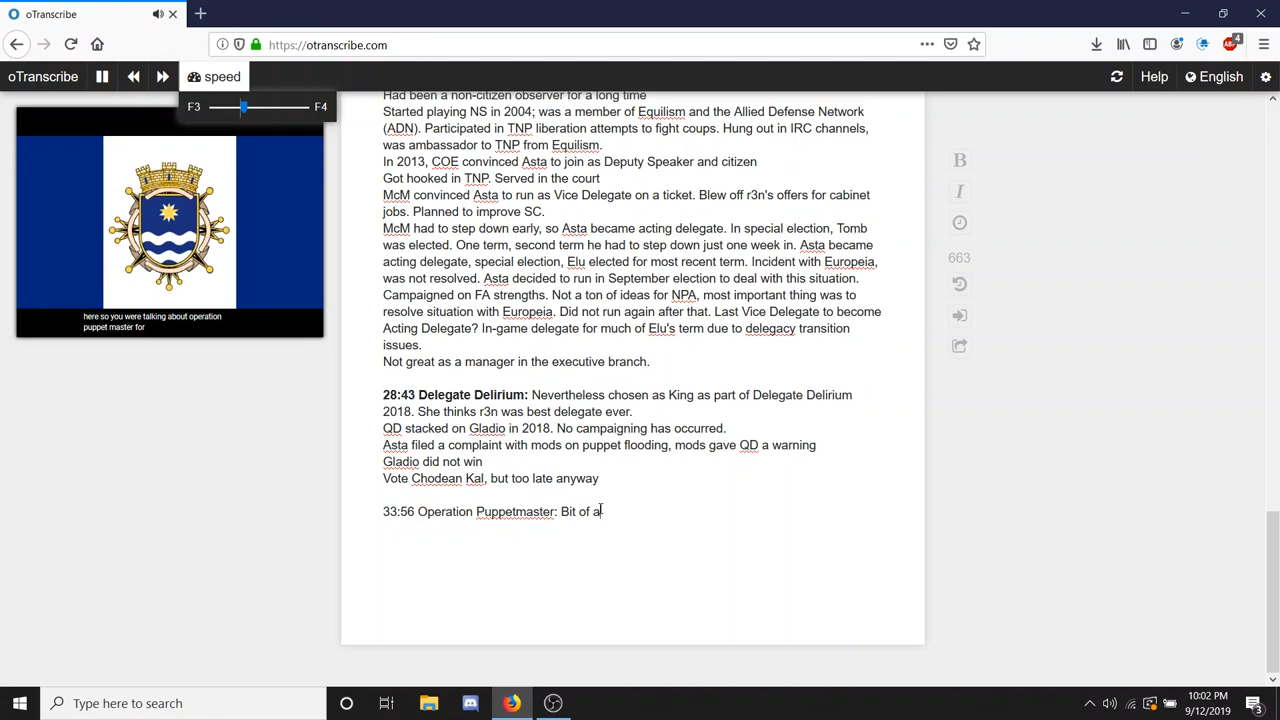 oTranscribe
https://otranscribe.com
4
oTranscribe
speed
Help
English
F3
F4
here so you were talking about operation
puppet master for
Had been a non-citizen observer for a long time
Started playing NS in 2004; was a member of Equilism and the Allied Defense Network
(ADN). Participated in TNP liberation attempts to fight coups. Hung out in IRC channels,
was ambassador to TNP from Equilism.
In 2013, COE convinced Asta to join as Deputy Speaker and citizen
Got hooked in TNP. Served in the court
McM convinced Asta to run as Vice Delegate on a ticket. Blew off r3n's offers for cabinet
jobs. Planned to improve SC.
McM had to step down early, so Asta became acting delegate. In special election, Tomb
was elected. One term, second term he had to step down just one week in. Asta became
acting delegate, special election, Elu elected for most recent term. Incident with Europeia,
was not resolved. Asta decided to run in September election to deal with this situation.
Campaigned on FA strengths. Not a ton of ideas for NPA, most important thing was to
resolve situation with Europeia. Did not run again after that. Last Vice Delegate to become
Acting Delegate? In-game delegate for much of Elu's term due to delegacy transition
issues.
Not great as a manager in the executive branch.
28:43 Delegate Delirium: Nevertheless chosen as King as part of Delegate Delirium
2018. She thinks r3n was best delegate ever.
QD stacked on Gladio in 2018. No campaigning has occurred.
Asta filed a complaint with mods on puppet flooding, mods gave QD a warning
Gladio did not win
Vote Chodean Kal, but too late anyway
33:56 Operation Puppetmaster: Bit of a
B
I
663
Type here to search
10:02 PM
9/12/2019
3